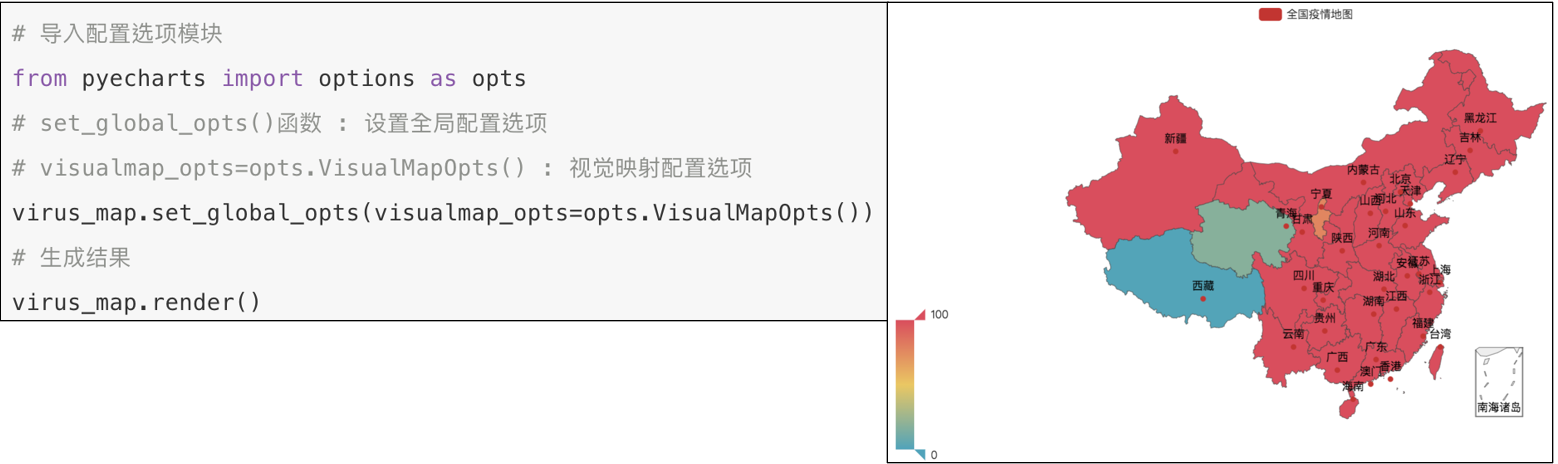 # 导入配置选项模块
from pyecharts import options as opts
# set_global_opts()函数 : 设置全局配置选项
# visualmap_opts=opts.VisualMapOpts() : 视觉映射配置选项
virus_map.set_global_opts(visualmap_opts=opts.VisualMapOpts())
# 生成结果
virus_map.render()
全国疫情地图
黑龙江
吉林
新疆
辽宁
内蒙古
北京
天津
宁夏
山西
河北
青海
甘肃
山东
陕西
河南
四川
湖北
安徽
江苏
上海
西藏
重庆
浙江
湖南
江西
100
贵州
福建
云南
台湾
广西
广东
澳门
香港
海南
南海诸岛
0